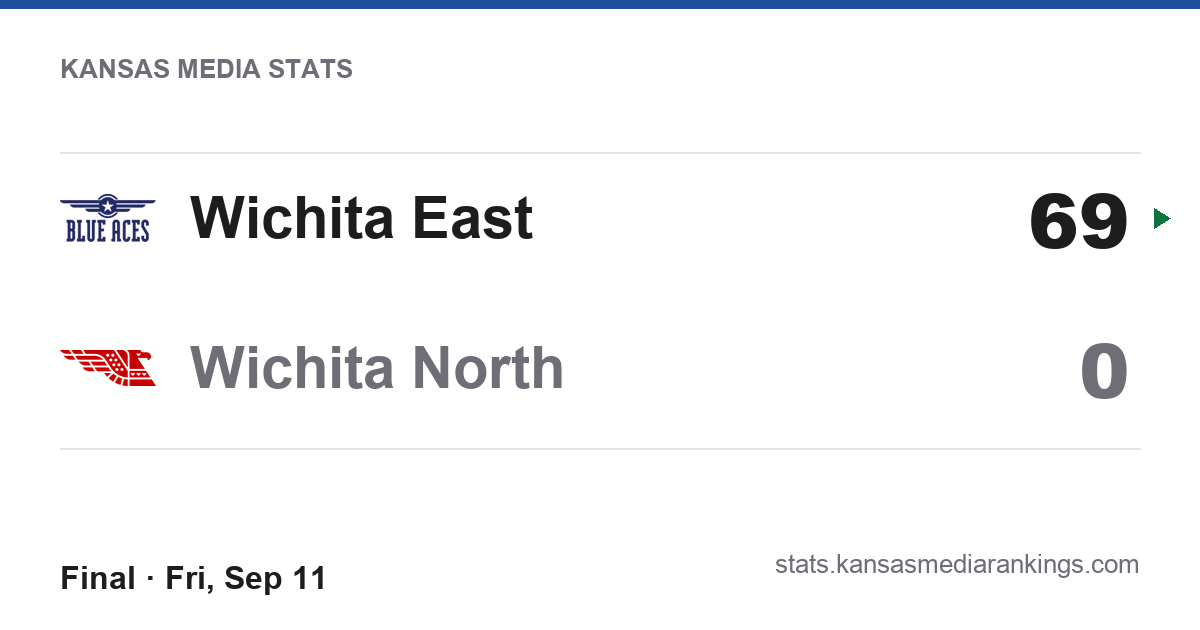 KANSAS MEDIA STATS
BLUE ACES
Wichita East 69
Wichita North 0
Final · Fri, Sep 11
stats.kansasmediarankings.com